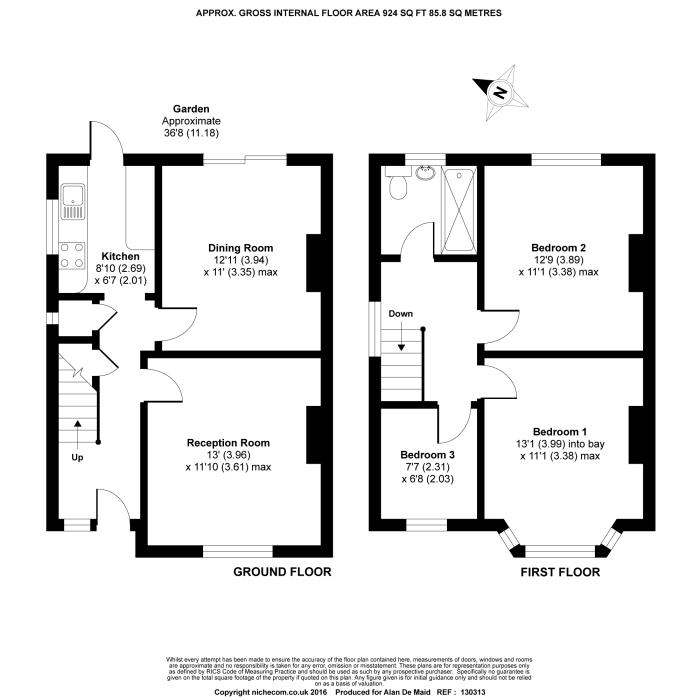 APPROX. GROSS INTERNAL FLOOR AREA 924 SQ FT 85.8 SQ METRES
N
Garden
Approximate
36'8 (11.18)
Kitchen
8'10 (2.69)
x 6'7 (2.01)
Dining Room
12'11 (3.94)
x 11' (3.35) max
Bedroom 2
12'9 (3.89)
x 11'1 (3.38) max
Down
Up
Reception Room
13' (3.96)
x 11'10 (3.61) max
Bedroom 3
7'7 (2.31)
x 6'8 (2.03)
Bedroom 1
13'1 (3.99) into bay
x 11'1 (3.38) max
GROUND FLOOR
FIRST FLOOR
Whilst every attempt has been made to ensure the accuracy of the floor plan contained here, measurements of doors, windows and rooms
are approximate and no responsibility is taken for any error, omission or misstatement. These plans are for representation purposes only
as defined by RICS Code of Measuring Practice and should be used as such by any prospective purchaser. Specifically no guarantee is
given on the total square footage of the property if quoted on this plan. Any figure given is for initial guidance only and should not be relied
on as a basis of valuation.
Copyright nichecom.co.uk 2016 Produced for Alan De Maid REF : 130313